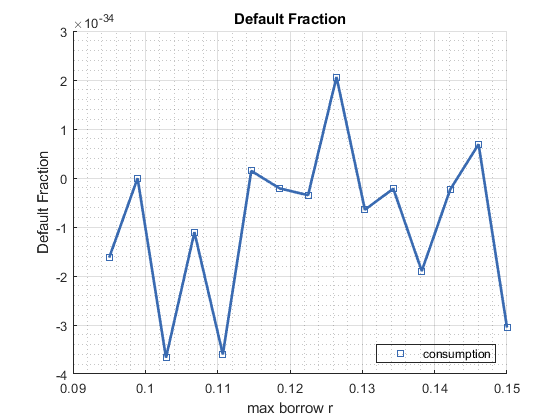 Default Fraction
×10-34
3
2
1
0
-1
-2
-3
-4
Default Fraction
consumption
0.09 0.1 0.11 0.12 0.13 0.14 0.15
max borrow r